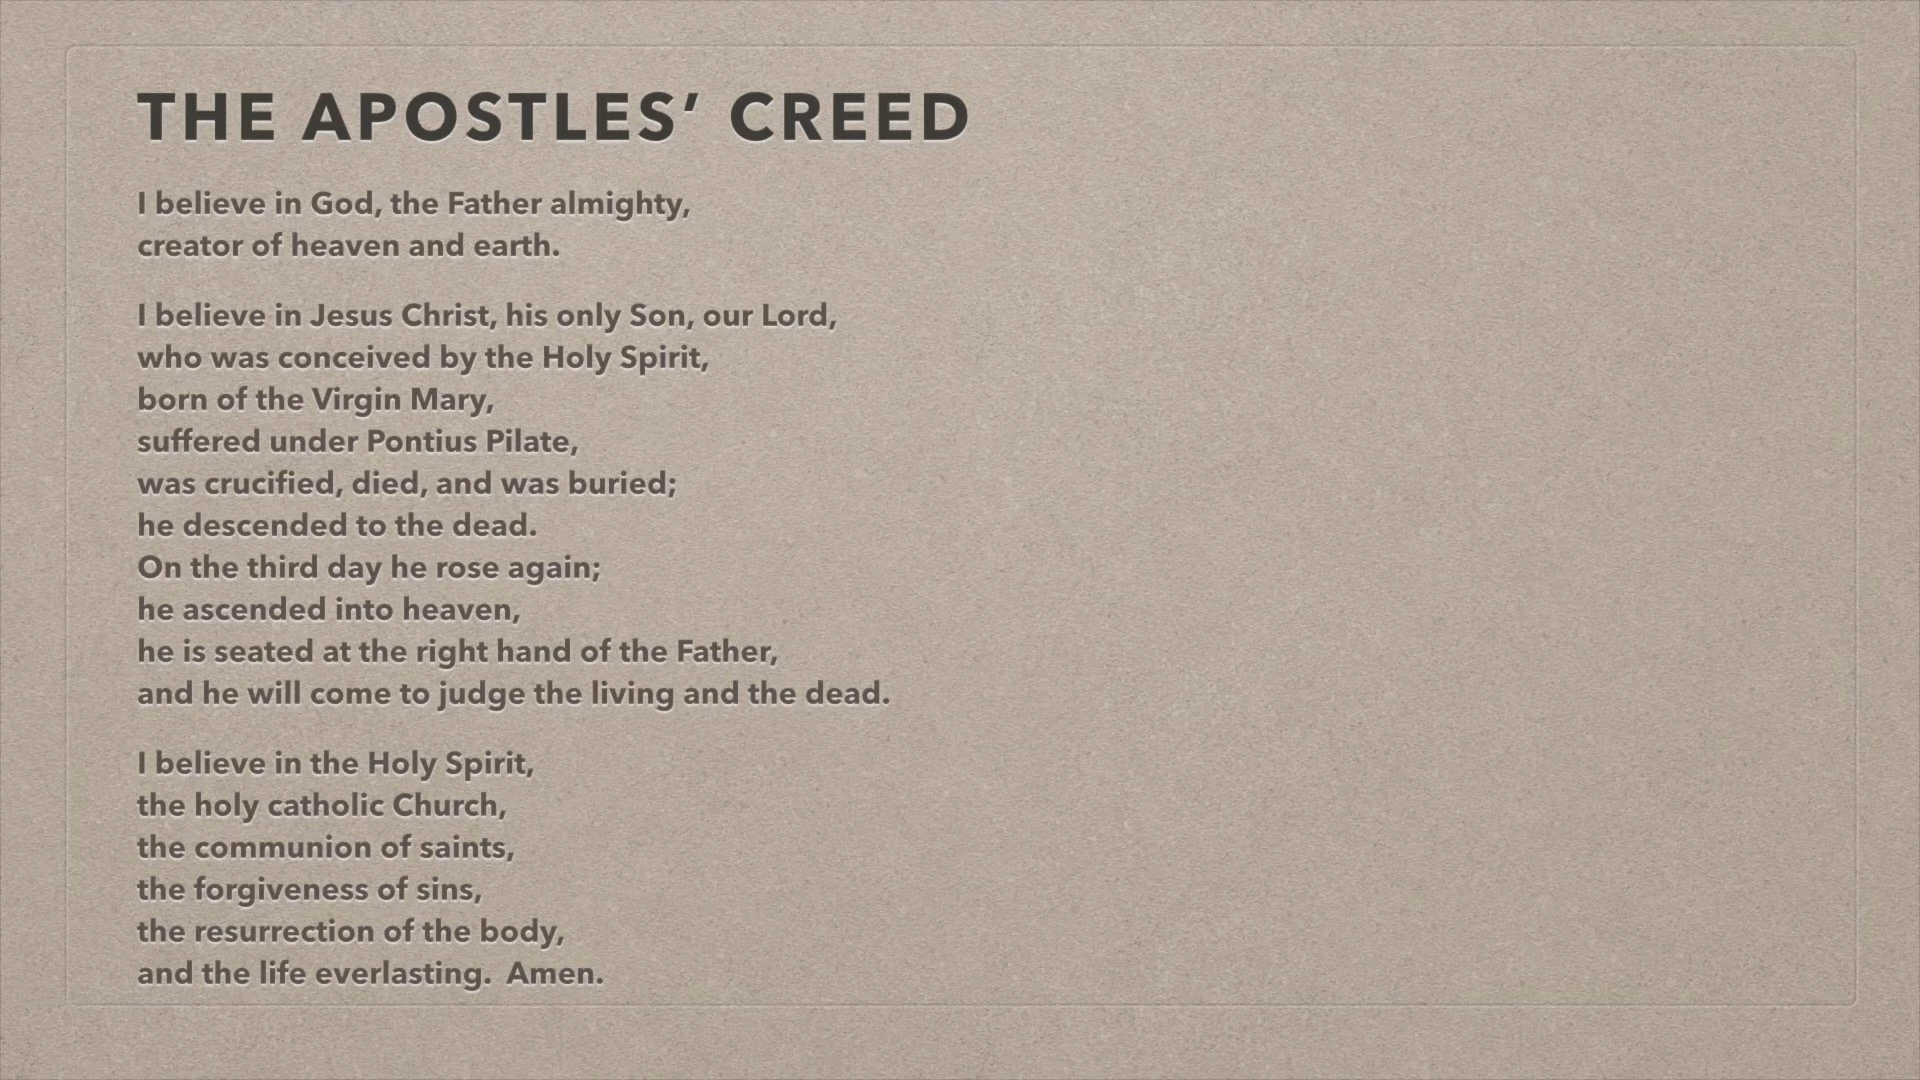 THE APOSTLES’ CREED
I believe in God, the Father almighty,
creator of heaven and earth.
I believe in Jesus Christ, his only Son, our Lord,
who was conceived by the Holy Spirit,
born of the Virgin Mary,
suffered under Pontius Pilate,
was crucified, died, and was buried;
he descended to the dead.
On the third day he rose again;
he ascended into heaven,
he is seated at the right hand of the Father,
and he will come to judge the living and the dead.
I believe in the Holy Spirit,
the holy catholic Church,
the communion of saints,
the forgiveness of sins,
the resurrection of the body,
and the life everlasting.  Amen.